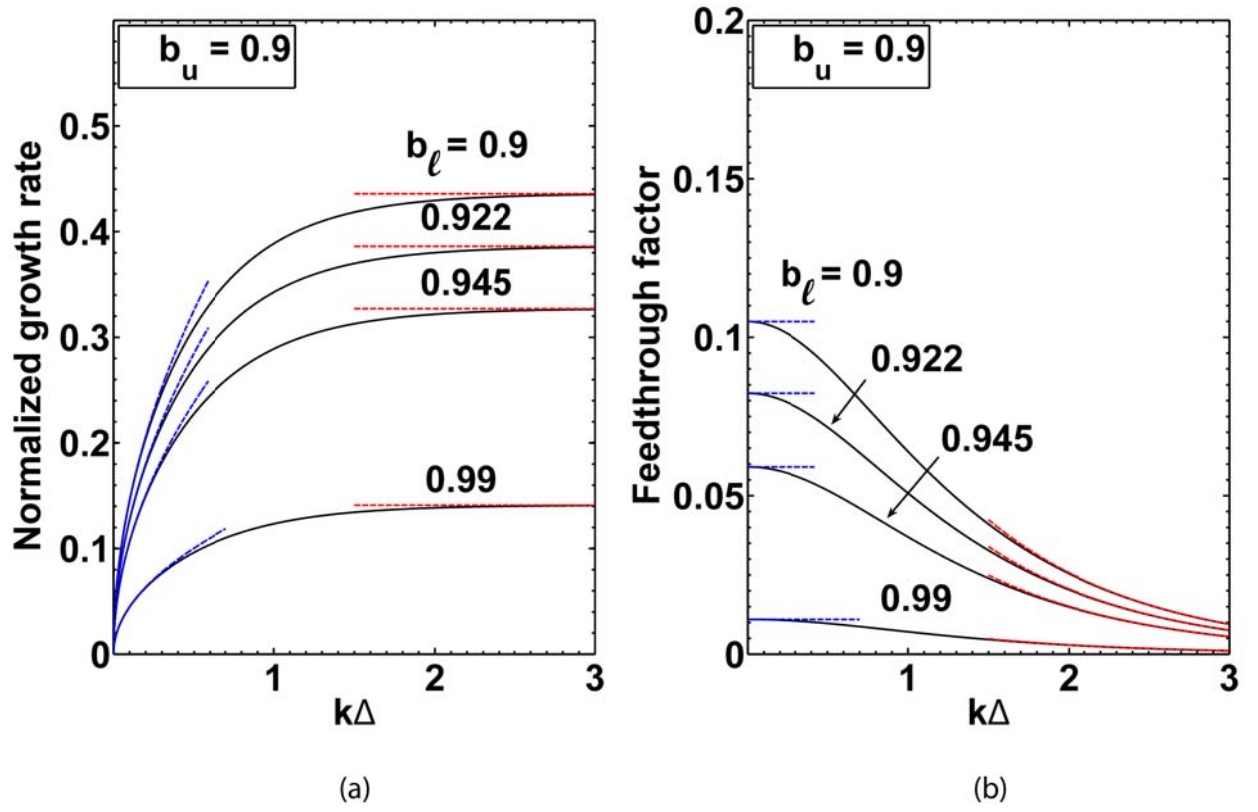 b_u = 0.9
Normalized growth rate
0.5
0.4
0.3
0.2
0.1
0
b_ℓ = 0.9
0.922
0.945
0.99
1
2
3
kΔ
(a)
b_u = 0.9
Feedthrough factor
0.2
0.15
0.1
0.05
0
b_ℓ = 0.9
0.922
0.945
0.99
1
2
3
kΔ
(b)